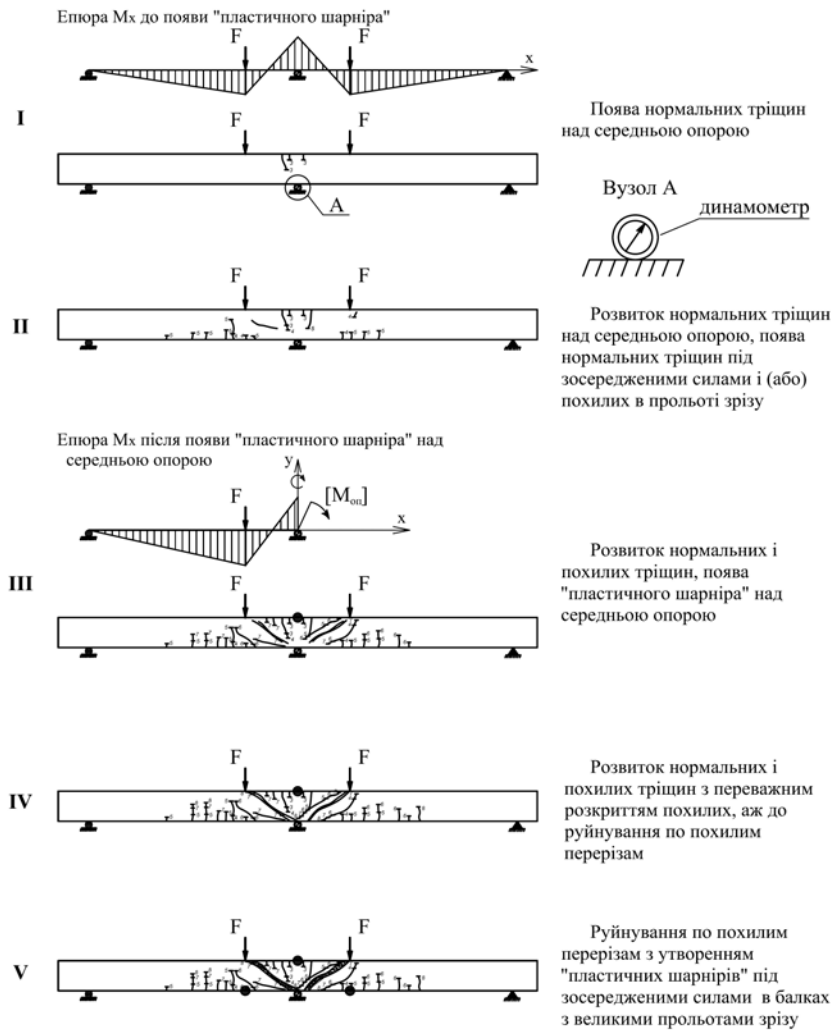 Епюра Mx до появи "пластичного шарніра"
F
F
x
I
F
F
A
Поява нормальних тріщин
над середньою опорою
Вузол А
динамометр
II
F
F
Розвиток нормальних тріщин
над середньою опорою, поява
нормальних тріщин під
зосередженими силами і (або)
похилих в прольоті зрізу
Епюра Mx після появи "пластичного шарніра" над
середньою опорою
y
F
[Mоп]
x
III
F
F
Розвиток нормальних і
похилих тріщин, поява
"пластичного шарніра" над
середньою опорою
IV
F
F
Розвиток нормальних і
похилих тріщин з переважним
розкриттям похилих, аж до
руйнування по похилим
перерізам
V
F
F
Руйнування по похилим
перерізам з утворенням
"пластичних шарнірів" під
зосередженими силами в балках
з великими прольотами зрізу